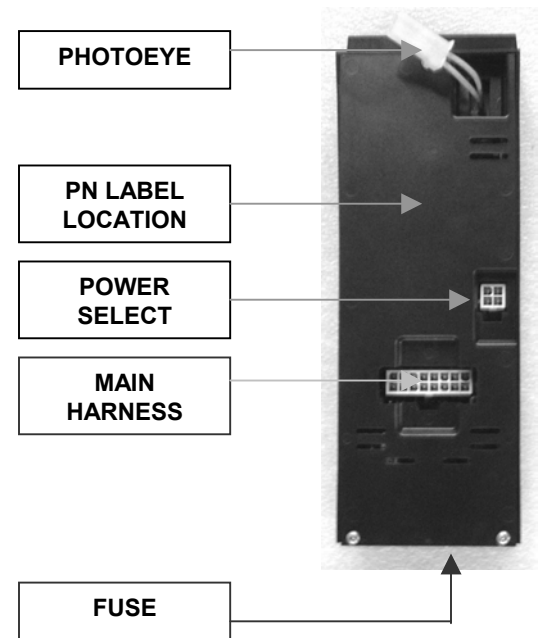 PHOTOEYE
PN LABEL
LOCATION
POWER
SELECT
MAIN
HARNESS
FUSE